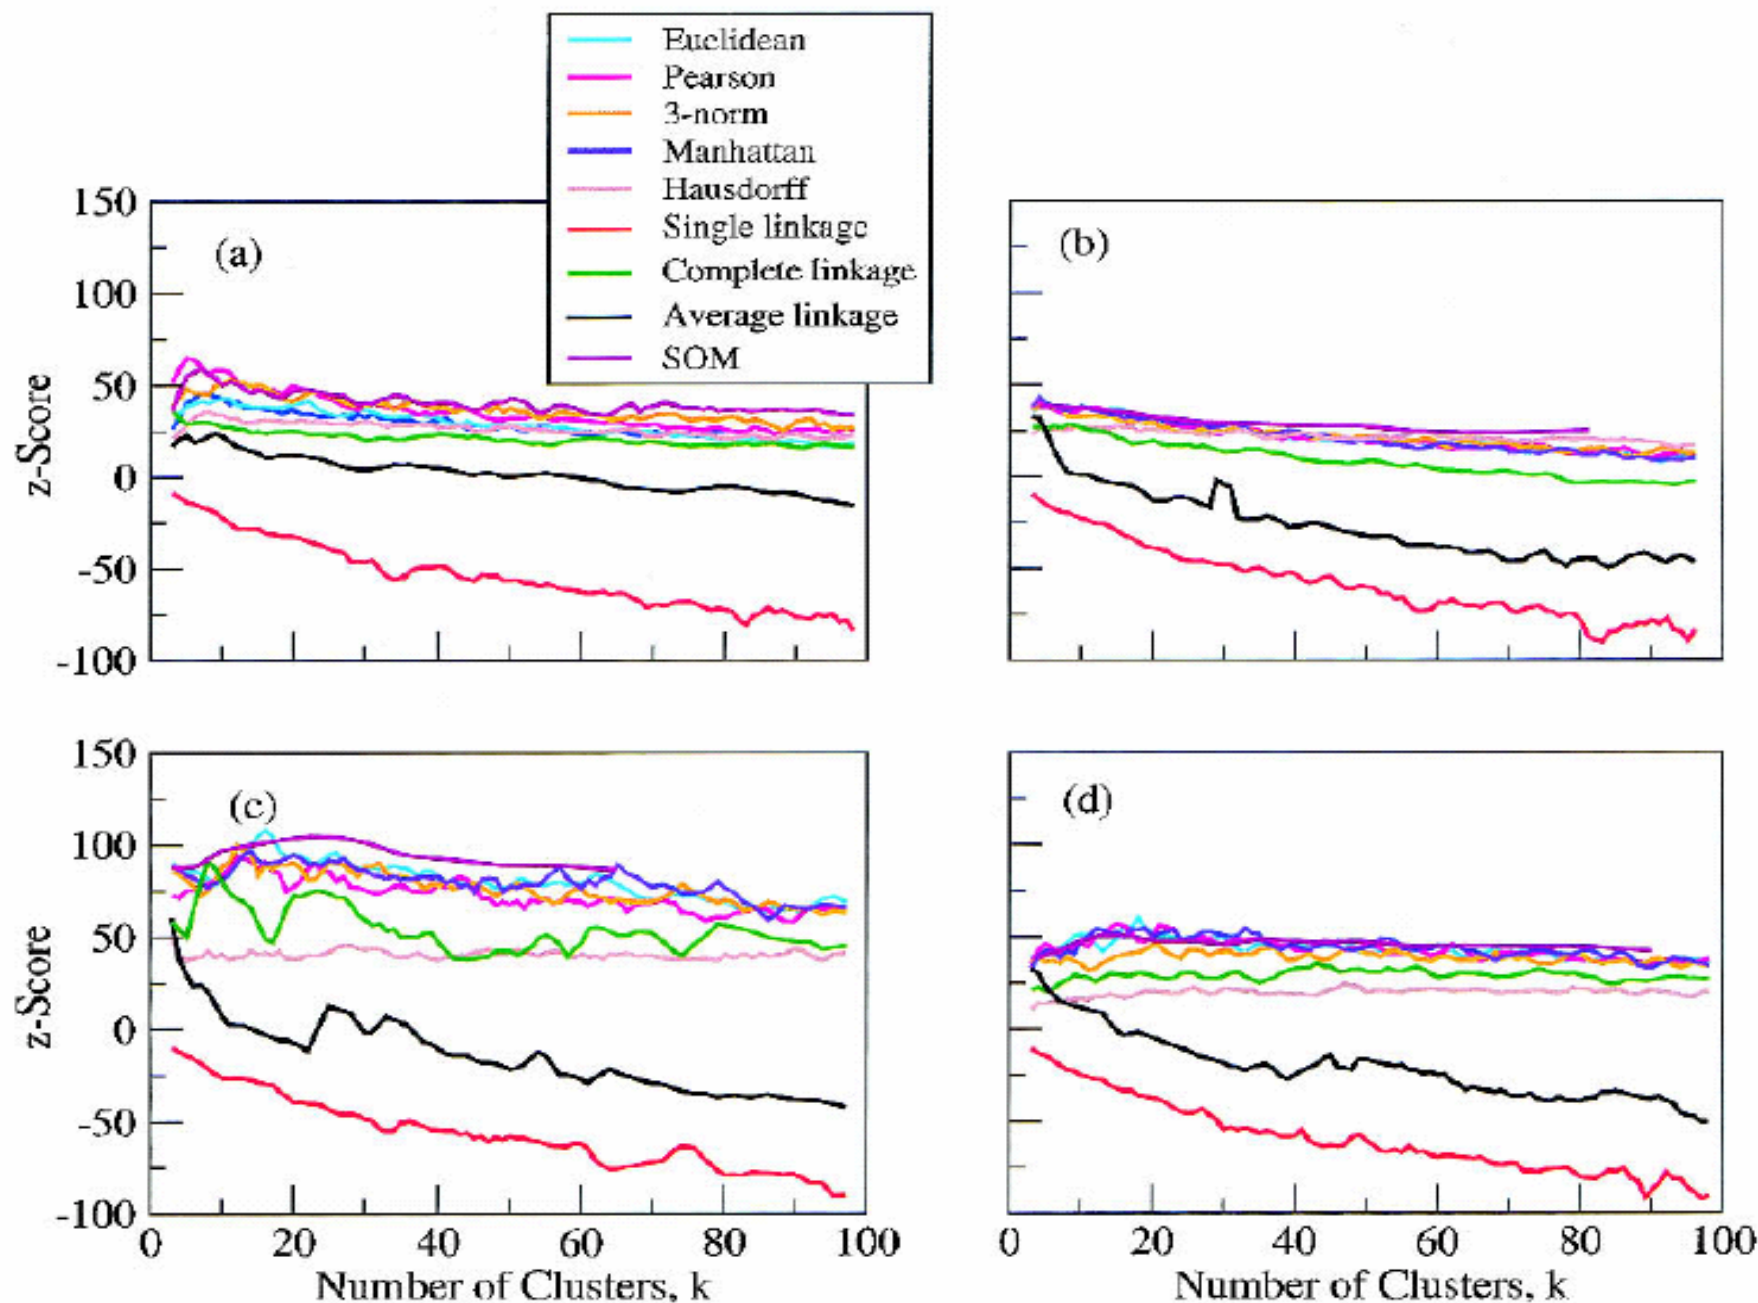 Euclidean
Pearson
3-norm
Manhattan
Hausdorff
Single linkage
Complete linkage
Average linkage
SOM
150
100
50
0
-50
-100
z-Score
(a)
(b)
150
100
50
0
-50
-100
z-Score
(c)
(d)
0 20 40 60 80 100
0 20 40 60 80 100
Number of Clusters, k
Number of Clusters, k